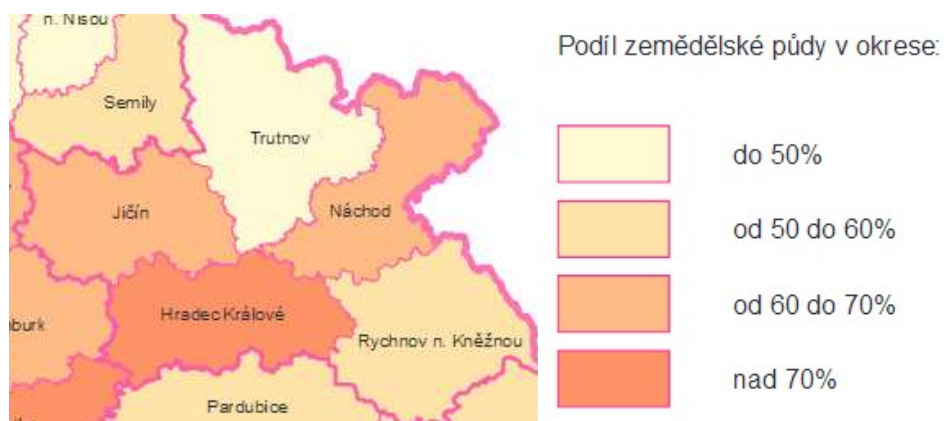 n. Nisou
Semily
Trutnov
Jičín
Náchod
Hradec Králové
burk
Rychnov n. Kněžnou
Pardubice
Podíl zemědělské půdy v okrese:
do 50%
od 50 do 60%
od 60 do 70%
nad 70%